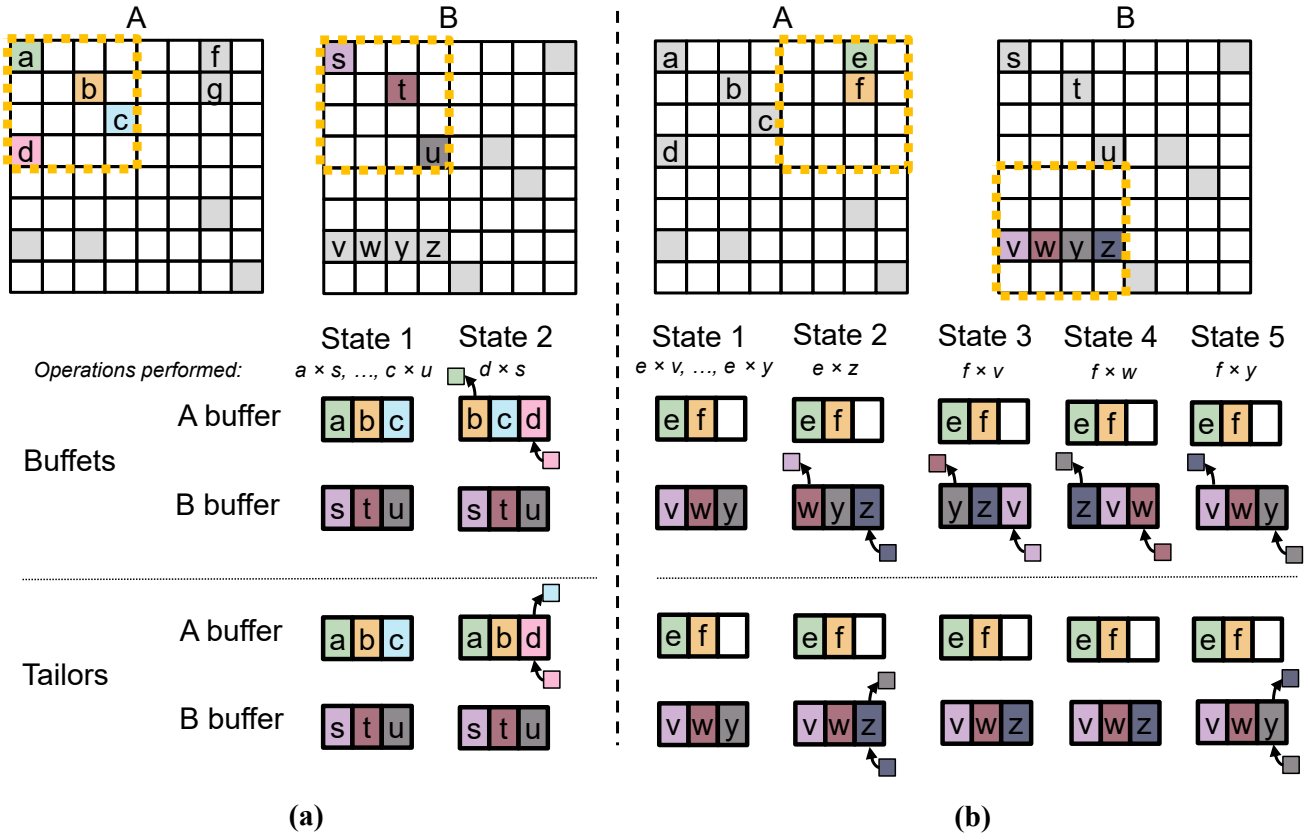 A B A B
a f s a e s
b g t b f t
c c
d u d u
v w y z v w y z
State 1 State 2 State 1 State 2 State 3 State 4 State 5
Operations performed: a × s, …, c × u d × s e × v, …, e × y e × z f × v f × w f × y
A buffer a b c b c d e f e f e f e f e f
Buffets
B buffer s t u s t u v w y w y z y z v z v w v w y
A buffer a b c a b d e f e f e f e f e f
Tailors
B buffer s t u s t u v w y v w z v w z v w z v w y
(a) (b)